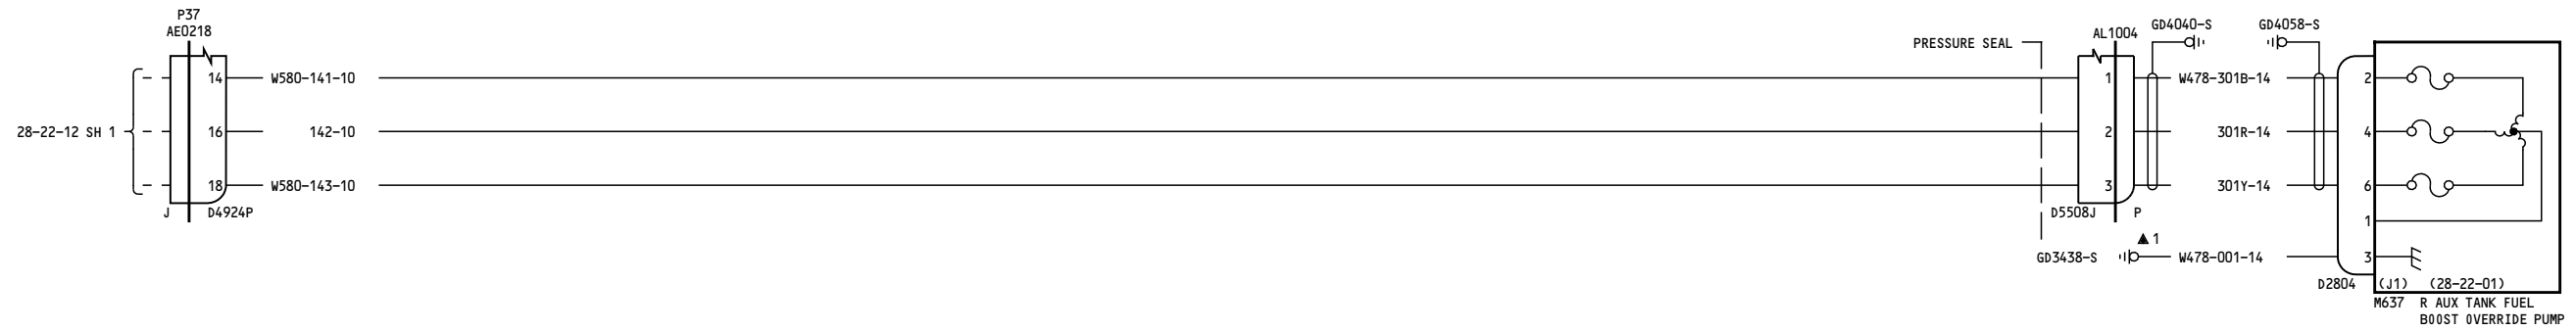 P37
AE0218
28-22-12 SH 1
14 W580-141-10
16 142-10
18 W580-143-10
J D4924P
PRESSURE SEAL
AL1004
GD4040-S
GD4058-S
1 W478-301B-14 2
2 301R-14 4
3 301Y-14 6
D5508J P
1
1
GD3438-S W478-001-14 3
D2804 (J1) (28-22-01)
M637 R AUX TANK FUEL
BOOST OVERRIDE PUMP